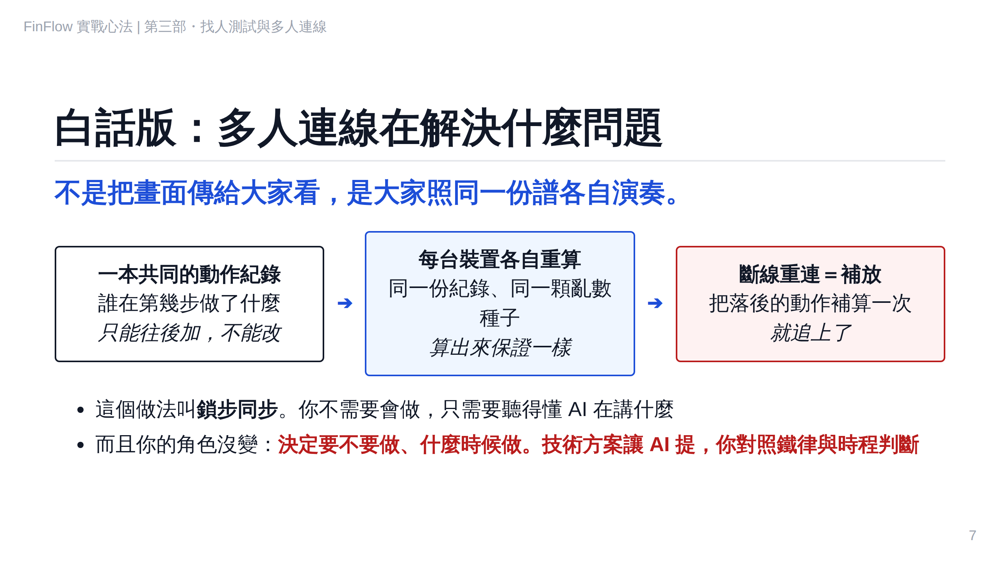 FinFlow 實戰心法 | 第三部・找人測試與多人連線
白話版：多人連線在解決什麼問題
不是把畫面傳給大家看，是大家照同一份譜各自演奏。
一本共同的動作紀錄
誰在第幾步做了什麼
只能往後加，不能改
➔
每台裝置各自重算
同一份紀錄、同一顆亂數
種子
算出來保證一樣
➔
斷線重連＝補放
把落後的動作補算一次
就追上了
• 這個做法叫鎖步同步。你不需要會做，只需要聽得懂 AI 在講什麼
• 而且你的角色沒變：決定要不要做、什麼時候做。技術方案讓 AI 提，你對照鐵律與時程判斷
7